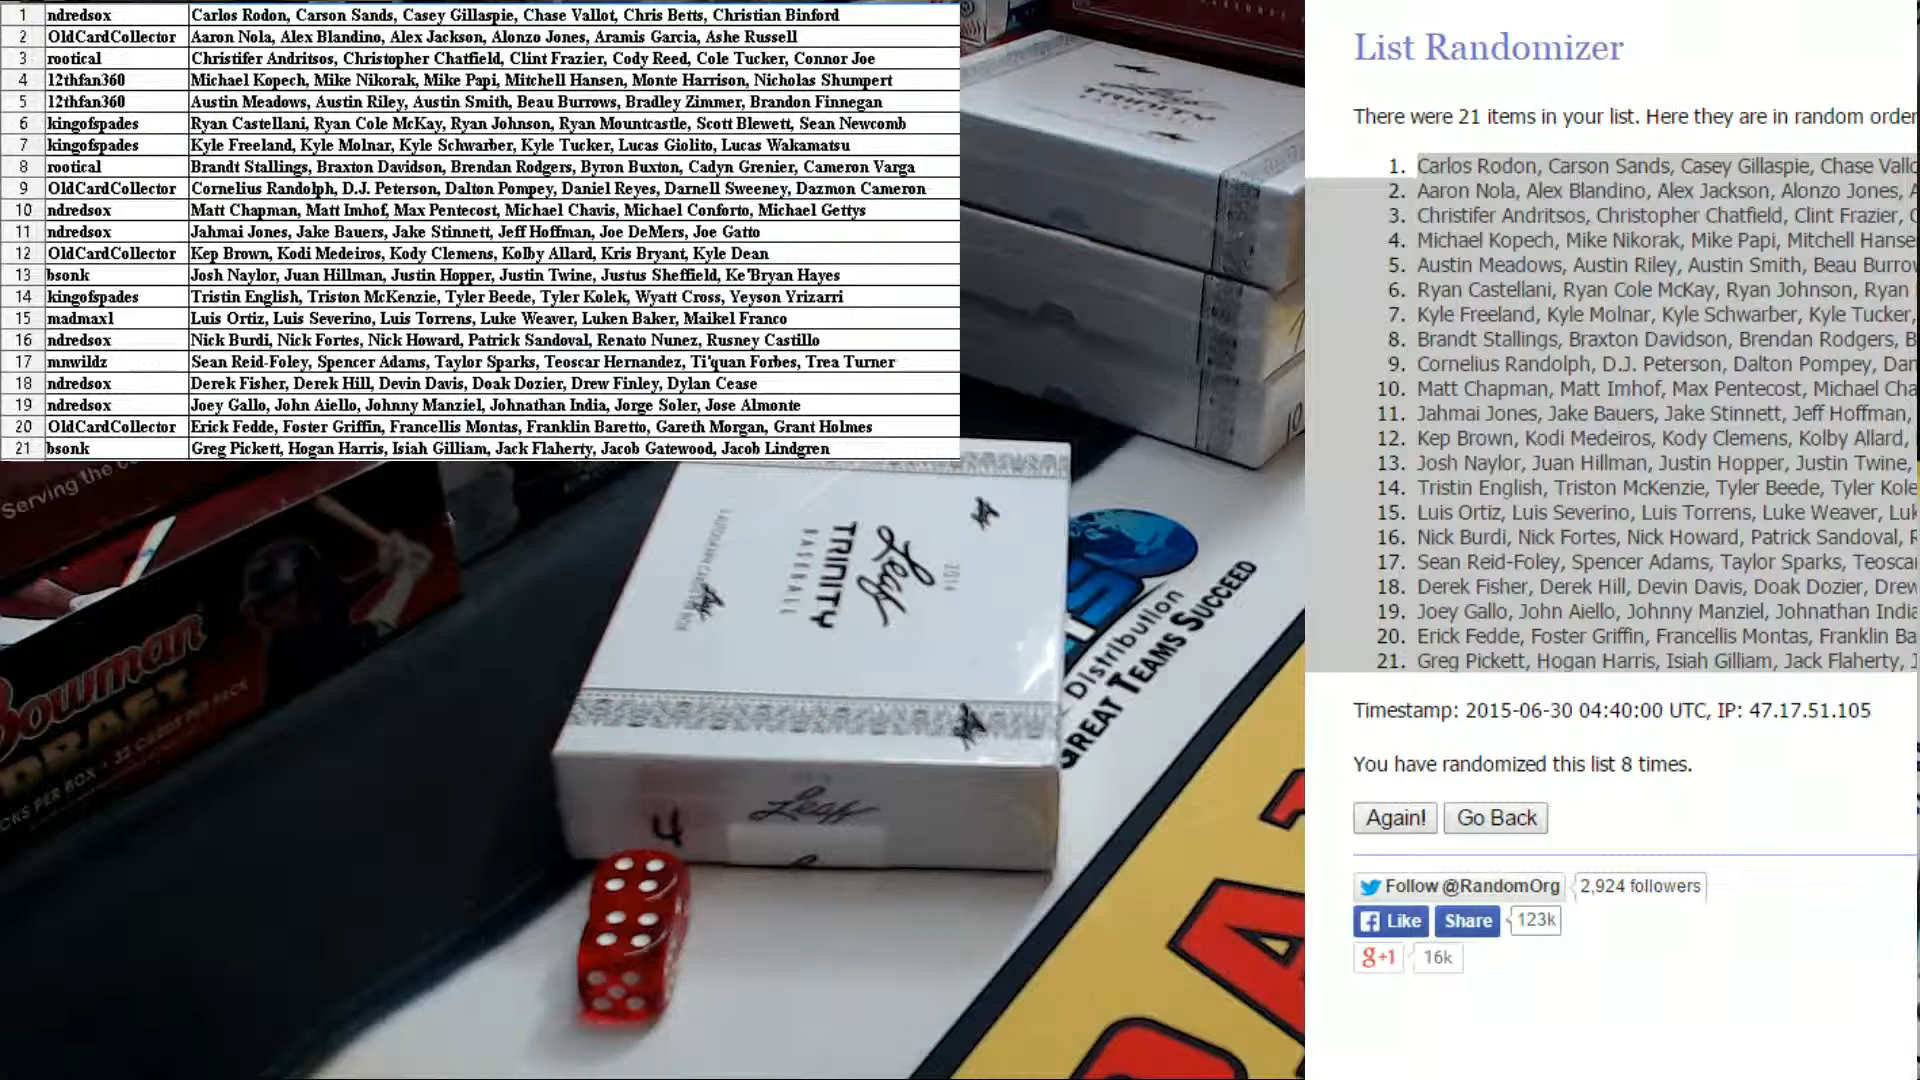 1 ndredsox Carlos Rodon, Carson Sands, Casey Gillaspie, Chase Vallot, Chris Betts, Christian Binford
2 OldCardCollector Aaron Nola, Alex Blandino, Alex Jackson, Alonzo Jones, Aramis Garcia, Ashe Russell
3 rootical Christifer Andritsos, Christopher Chatfield, Clint Frazier, Cody Reed, Cole Tucker, Connor Joe
4 12thfan360 Michael Kopech, Mike Nikorak, Mike Papi, Mitchell Hansen, Monte Harrison, Nicholas Shumpert
5 12thfan360 Austin Meadows, Austin Riley, Austin Smith, Beau Burrows, Bradley Zimmer, Brandon Finnegan
6 kingofspades Ryan Castellani, Ryan Cole McKay, Ryan Johnson, Ryan Mountcastle, Scott Blewett, Sean Newcomb
7 kingofspades Kyle Freeland, Kyle Molnar, Kyle Schwarber, Kyle Tucker, Lucas Giolito, Lucas Wakamatsu
8 rootical Brandt Stallings, Braxton Davidson, Brendan Rodgers, Byron Buxton, Cadyn Grenier, Cameron Varga
9 OldCardCollector Cornelius Randolph, D.J. Peterson, Dalton Pompey, Daniel Reyes, Darnell Sweeney, Dazmon Cameron
10 ndredsox Matt Chapman, Matt Imhof, Max Pentecost, Michael Chavis, Michael Conforto, Michael Gettys
11 ndredsox Jahmai Jones, Jake Bauers, Jake Stinnett, Jeff Hoffman, Joe DeMers, Joe Gatto
12 OldCardCollector Kep Brown, Kodi Medeiros, Kody Clemens, Kolby Allard, Kris Bryant, Kyle Dean
13 bsonk Josh Naylor, Juan Hillman, Justin Hopper, Justin Twine, Justus Sheffield, Ke'Bryan Hayes
14 kingofspades Tristin English, Triston McKenzie, Tyler Beede, Tyler Kolek, Wyatt Cross, Yeyson Yrizarri
15 madmax1 Luis Ortiz, Luis Severino, Luis Torrens, Luke Weaver, Luken Baker, Maikel Franco
16 ndredsox Nick Burdi, Nick Fortes, Nick Howard, Patrick Sandoval, Renato Nunez, Rusney Castillo
17 mnwildz Sean Reid-Foley, Spencer Adams, Taylor Sparks, Teoscar Hernandez, Ti'quan Forbes, Trea Turner
18 ndredsox Derek Fisher, Derek Hill, Devin Davis, Doak Dozier, Drew Finley, Dylan Cease
19 ndredsox Joey Gallo, John Aiello, Johnny Manziel, Johnathan India, Jorge Soler, Jose Almonte
20 OldCardCollector Erick Fedde, Foster Griffin, Francellis Montas, Franklin Baretto, Gareth Morgan, Grant Holmes
21 bsonk Greg Pickett, Hogan Harris, Isiah Gilliam, Jack Flaherty, Jacob Gatewood, Jacob Lindgren
Serving the
Bowman
DRAFT
32 CARDS PER PACK
CKS PER BOX
TRINITY
2014
Leaf
TRINITY
BASEBALL
Leaf
4
Distribution
GREAT TEAMS SUCCEED
List Randomizer
There were 21 items in your list. Here they are in random order
1. Carlos Rodon, Carson Sands, Casey Gillaspie, Chase Vallo
2. Aaron Nola, Alex Blandino, Alex Jackson, Alonzo Jones, A
3. Christifer Andritsos, Christopher Chatfield, Clint Frazier, C
4. Michael Kopech, Mike Nikorak, Mike Papi, Mitchell Hanse
5. Austin Meadows, Austin Riley, Austin Smith, Beau Burrov
6. Ryan Castellani, Ryan Cole McKay, Ryan Johnson, Ryan
7. Kyle Freeland, Kyle Molnar, Kyle Schwarber, Kyle Tucker,
8. Brandt Stallings, Braxton Davidson, Brendan Rodgers, B
9. Cornelius Randolph, D.J. Peterson, Dalton Pompey, Dan
10. Matt Chapman, Matt Imhof, Max Pentecost, Michael Cha
11. Jahmai Jones, Jake Bauers, Jake Stinnett, Jeff Hoffman,
12. Kep Brown, Kodi Medeiros, Kody Clemens, Kolby Allard,
13. Josh Naylor, Juan Hillman, Justin Hopper, Justin Twine,
14. Tristin English, Triston McKenzie, Tyler Beede, Tyler Kole
15. Luis Ortiz, Luis Severino, Luis Torrens, Luke Weaver, Luk
16. Nick Burdi, Nick Fortes, Nick Howard, Patrick Sandoval, R
17. Sean Reid-Foley, Spencer Adams, Taylor Sparks, Teosca
18. Derek Fisher, Derek Hill, Devin Davis, Doak Dozier, Drew
19. Joey Gallo, John Aiello, Johnny Manziel, Johnathan India
20. Erick Fedde, Foster Griffin, Francellis Montas, Franklin Ba
21. Greg Pickett, Hogan Harris, Isiah Gilliam, Jack Flaherty, J
Timestamp: 2015-06-30 04:40:00 UTC, IP: 47.17.51.105
You have randomized this list 8 times.
Again! Go Back
Follow @RandomOrg 2,924 followers
Like Share 123k
g+1 16k